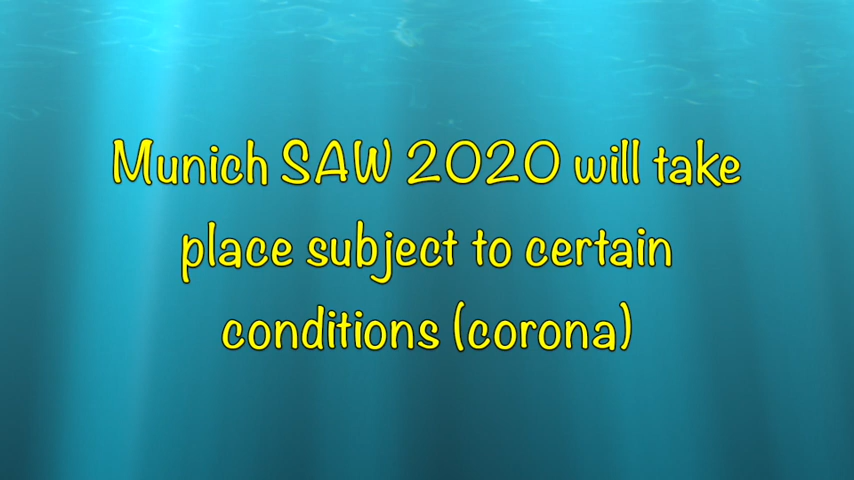 Munich SAW 2020 will take
place subject to certain
conditions (corona)